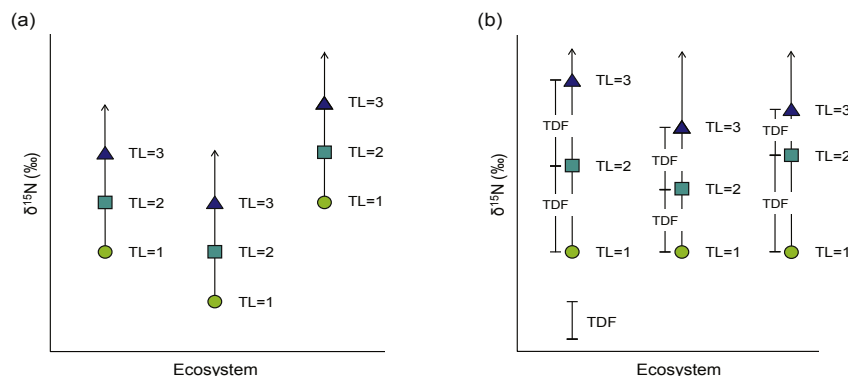 (a)
δ15N (‰)
TL=3
TL=2
TL=1
TL=3
TL=2
TL=1
TL=3
TL=2
TL=1
Ecosystem
(b)
δ15N (‰)
TL=3
TDF
TL=2
TDF
TL=1
TL=3
TDF
TL=2
TDF
TL=1
TL=3
TDF
TL=2
TDF
TL=1
TDF
Ecosystem